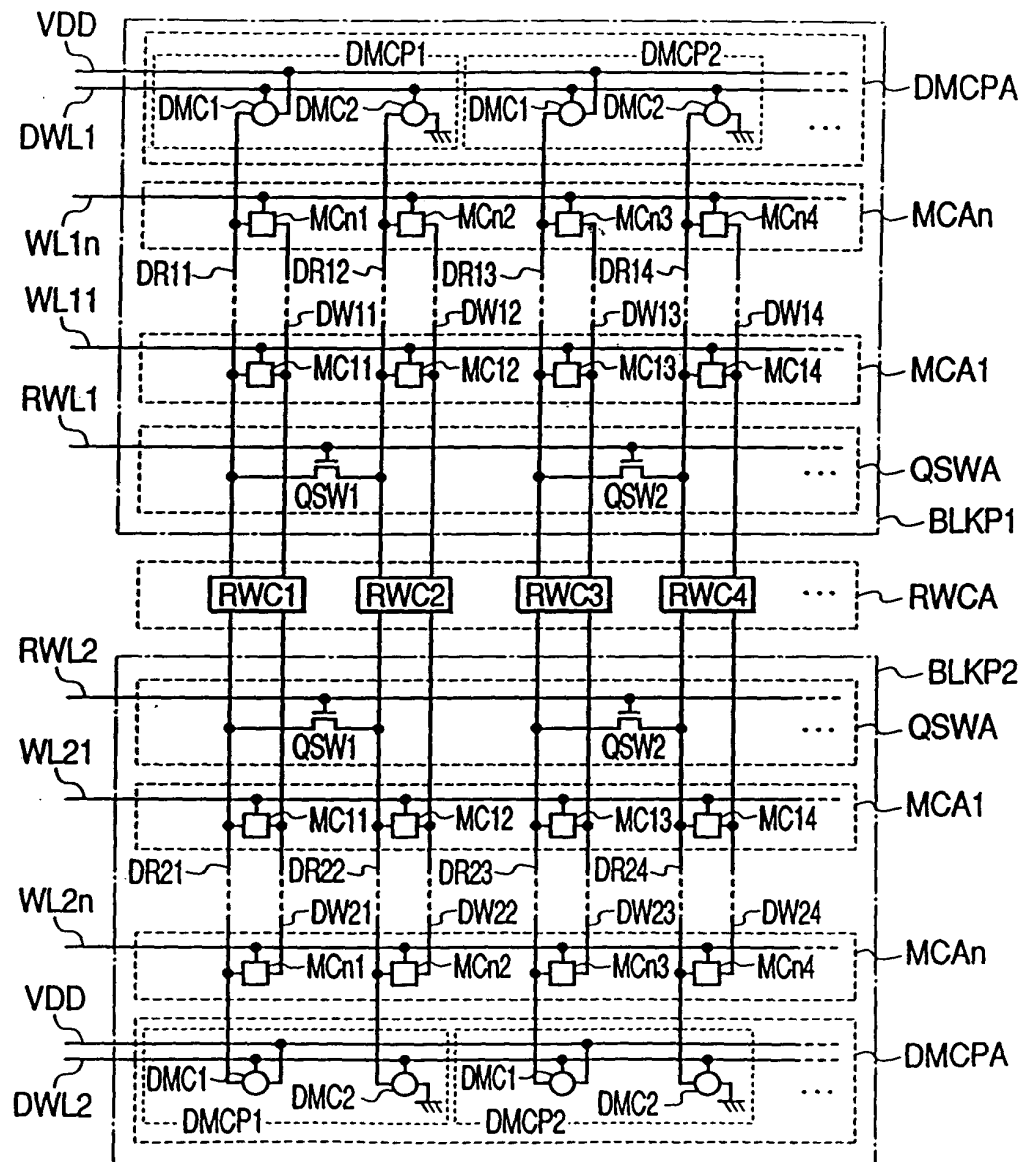 VDD
DMCP1 DMCP2
DMC1 DMC2 DMC1 DMC2 DMCPA
DWL1 ...
MCn1 MCn2 MCn3 MCn4 MCAn
WL1n
DR11 DR12 DR13 DR14
WL11 DW11 DW12 DW13 DW14
MC11 MC12 MC13 MC14 MCA1
RWL1
QSW1 QSW2 ... QSWA
BLKP1
RWC1 RWC2 RWC3 RWC4 ... RWCA
RWL2 BLKP2
QSW1 QSW2 ... QSWA
WL21
MC11 MC12 MC13 MC14 MCA1
DR21 DR22 DR23 DR24
WL2n DW21 DW22 DW23 DW24
MCn1 MCn2 MCn3 MCn4 MCAn
VDD
DMC1 DMC2 DMC1 DMC2 ... DMCPA
DWL2
DMCP1 DMCP2